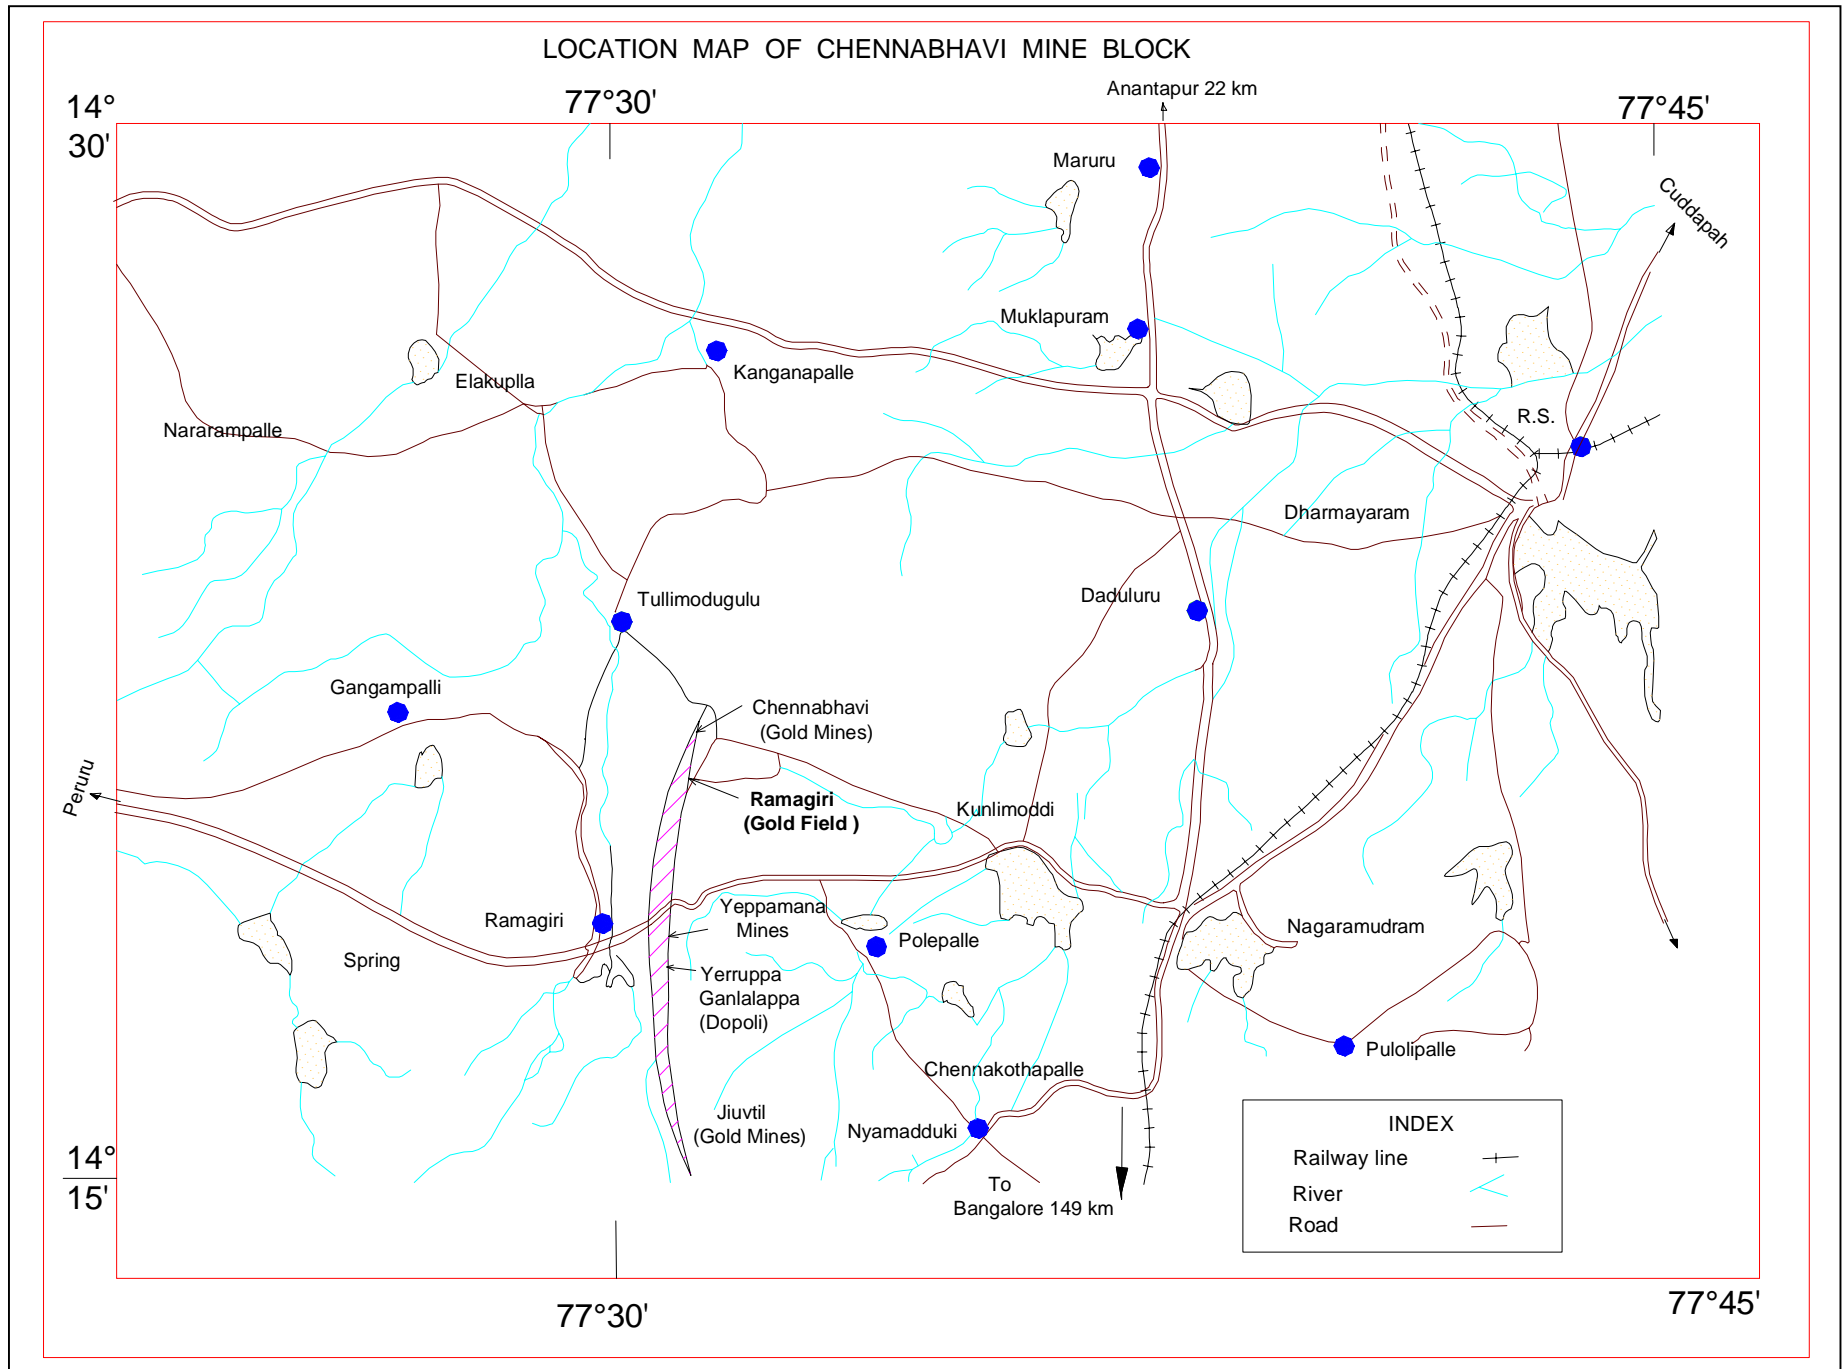 LOCATION MAP OF CHENNABHAVI MINE BLOCK
Anantapur 22 km
14°
30'
77°30'
77°45'
Maruru
Cuddapah
Muklapuram
Kanganapalle
Elakuplla
R.S.
Nararampalle
Dharmayaram
Tullimodugulu
Daduluru
Gangampalli
Chennabhavi
(Gold Mines)
Peruru
Ramagiri
(Gold Field )
Kunlimoddi
Ramagiri
Yeppamana
Mines
Nagaramudram
Polepalle
Spring
Yerruppa
Ganlalappa
(Dopoli)
Pulolipalle
Chennakothapalle
Jiuvtil
(Gold Mines)
Nyamadduki
14°
15'
To
Bangalore 149 km
INDEX
Railway line
River
Road
77°30'
77°45'